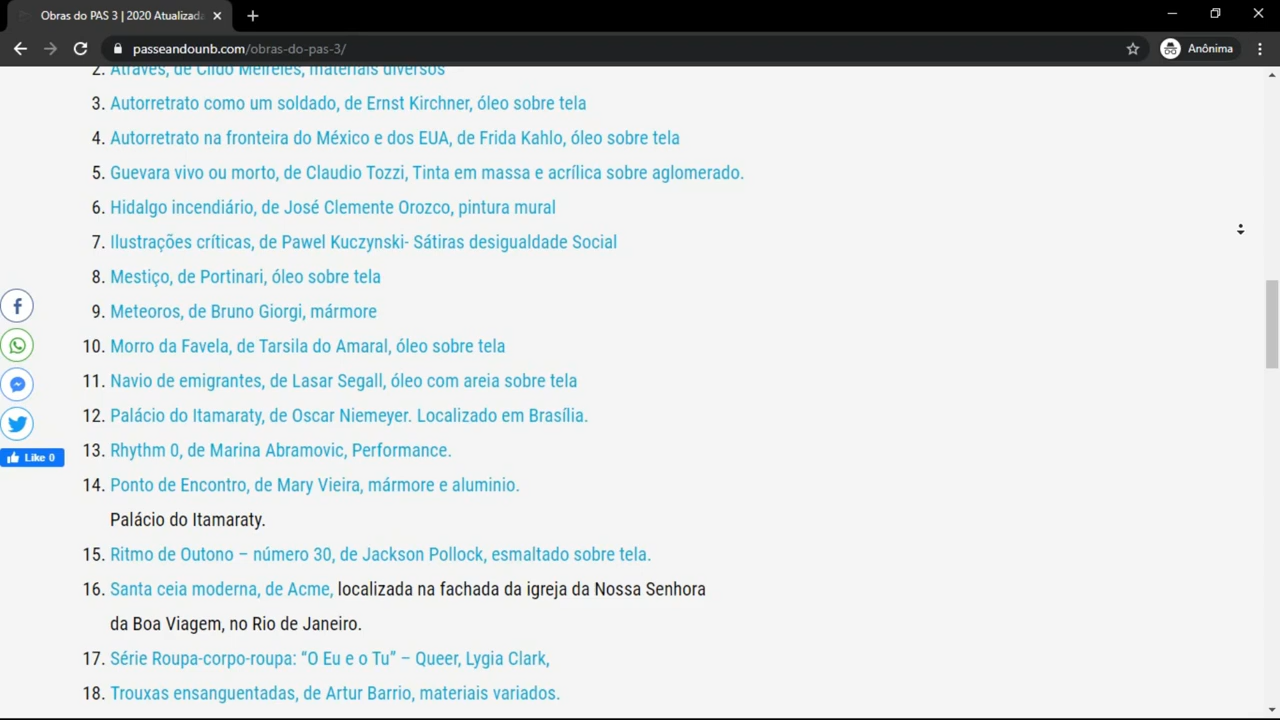 Obras do PAS 3 | 2020 Atualizada
passeandounb.com/obras-do-pas-3/
Anônima
2. Através, de Cildo Meireles, materiais diversos
3. Autorretrato como um soldado, de Ernst Kirchner, óleo sobre tela
4. Autorretrato na fronteira do México e dos EUA, de Frida Kahlo, óleo sobre tela
5. Guevara vivo ou morto, de Claudio Tozzi, Tinta em massa e acrílica sobre aglomerado.
6. Hidalgo incendiário, de José Clemente Orozco, pintura mural
7. Ilustrações críticas, de Pawel Kuczynski- Sátiras desigualdade Social
8. Mestiço, de Portinari, óleo sobre tela
9. Meteoros, de Bruno Giorgi, mármore
10. Morro da Favela, de Tarsila do Amaral, óleo sobre tela
11. Navio de emigrantes, de Lasar Segall, óleo com areia sobre tela
12. Palácio do Itamaraty, de Oscar Niemeyer. Localizado em Brasília.
13. Rhythm 0, de Marina Abramovic, Performance.
14. Ponto de Encontro, de Mary Vieira, mármore e aluminio.
Palácio do Itamaraty.
15. Ritmo de Outono – número 30, de Jackson Pollock, esmaltado sobre tela.
16. Santa ceia moderna, de Acme, localizada na fachada da igreja da Nossa Senhora
da Boa Viagem, no Rio de Janeiro.
17. Série Roupa-corpo-roupa: “O Eu e o Tu” – Queer, Lygia Clark,
18. Trouxas ensanguentadas, de Artur Barrio, materiais variados.
Like 0